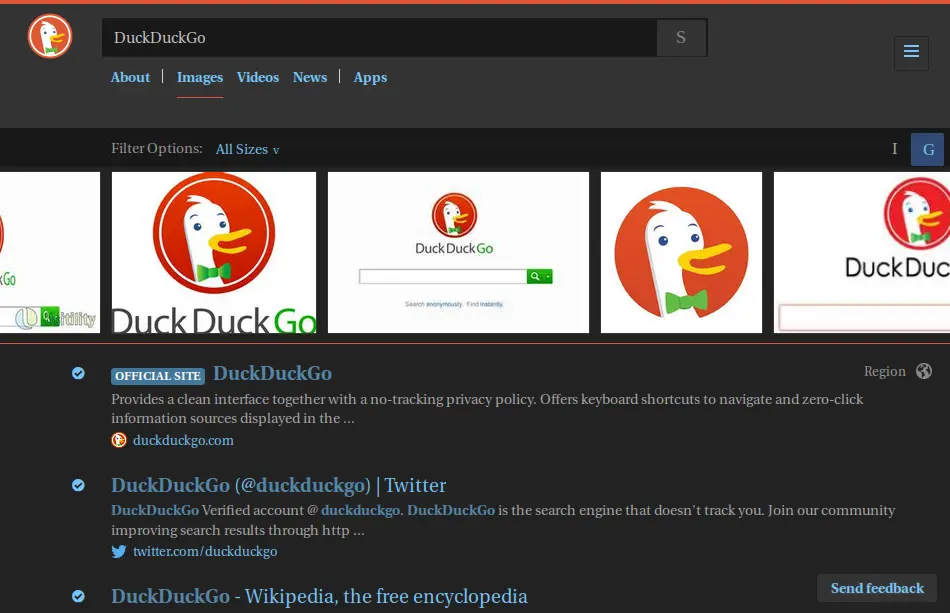 DuckDuckGo S
About Images Videos News Apps
Filter Options: All Sizes v I G
Go
DuckDuckGo
DuckDuckGo
Search anonymously. Find instantly.
DuckDuc
OFFICIAL SITE DuckDuckGo
Region
Provides a clean interface together with a no-tracking privacy policy. Offers keyboard shortcuts to navigate and zero-click
information sources displayed in the ...
duckduckgo.com
DuckDuckGo (@duckduckgo) | Twitter
DuckDuckGo Verified account @ duckduckgo. DuckDuckGo is the search engine that doesn't track you. Join our community
improving search results through http ...
twitter.com/duckduckgo
DuckDuckGo - Wikipedia, the free encyclopedia
Send feedback